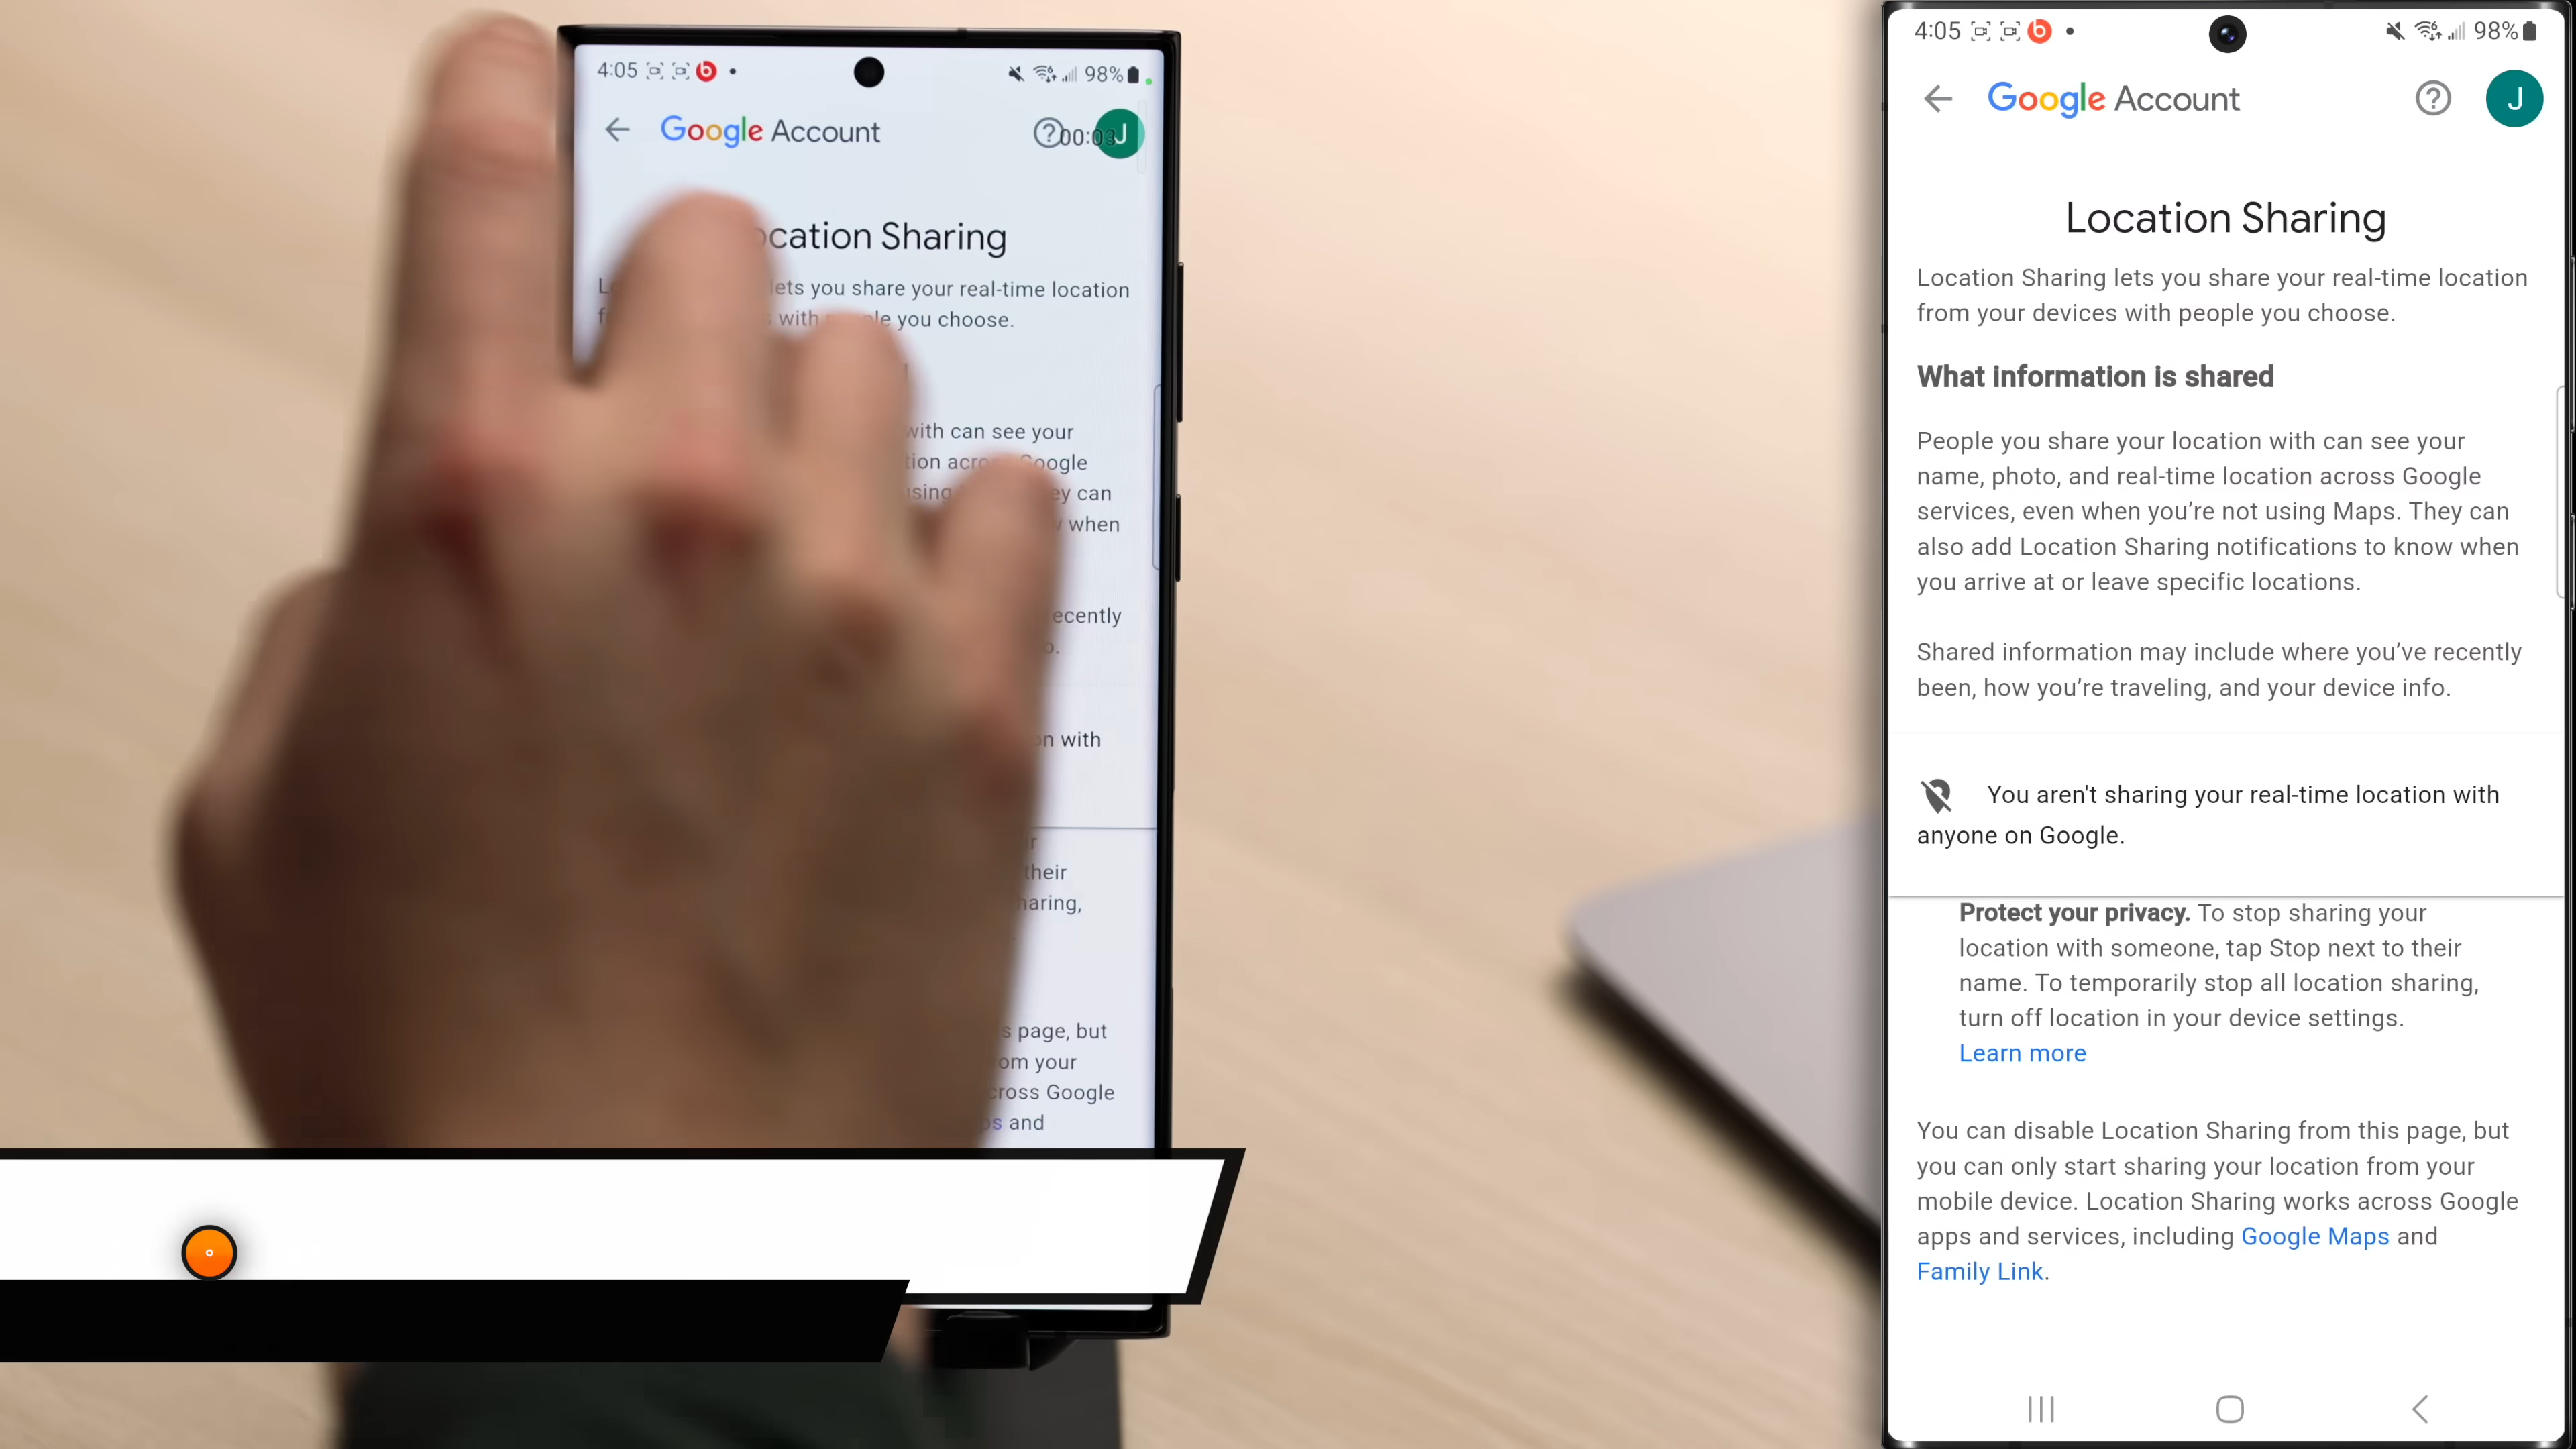 4:05
98%
Google Account
00:03
J
ocation Sharing
ets you share your real-time location
with you choose.
with can see your
tion Google
using ey can
when
ecently
on with
their
haring,
s page, but
om your
cross Google
and
4:05
98%
Google Account
J
Location Sharing
Location Sharing lets you share your real-time location
from your devices with people you choose.
What information is shared
People you share your location with can see your
name, photo, and real-time location across Google
services, even when you’re not using Maps. They can
also add Location Sharing notifications to know when
you arrive at or leave specific locations.
Shared information may include where you’ve recently
been, how you’re traveling, and your device info.
You aren't sharing your real-time location with
anyone on Google.
Protect your privacy. To stop sharing your
location with someone, tap Stop next to their
name. To temporarily stop all location sharing,
turn off location in your device settings.
Learn more
You can disable Location Sharing from this page, but
you can only start sharing your location from your
mobile device. Location Sharing works across Google
apps and services, including Google Maps and
Family Link.